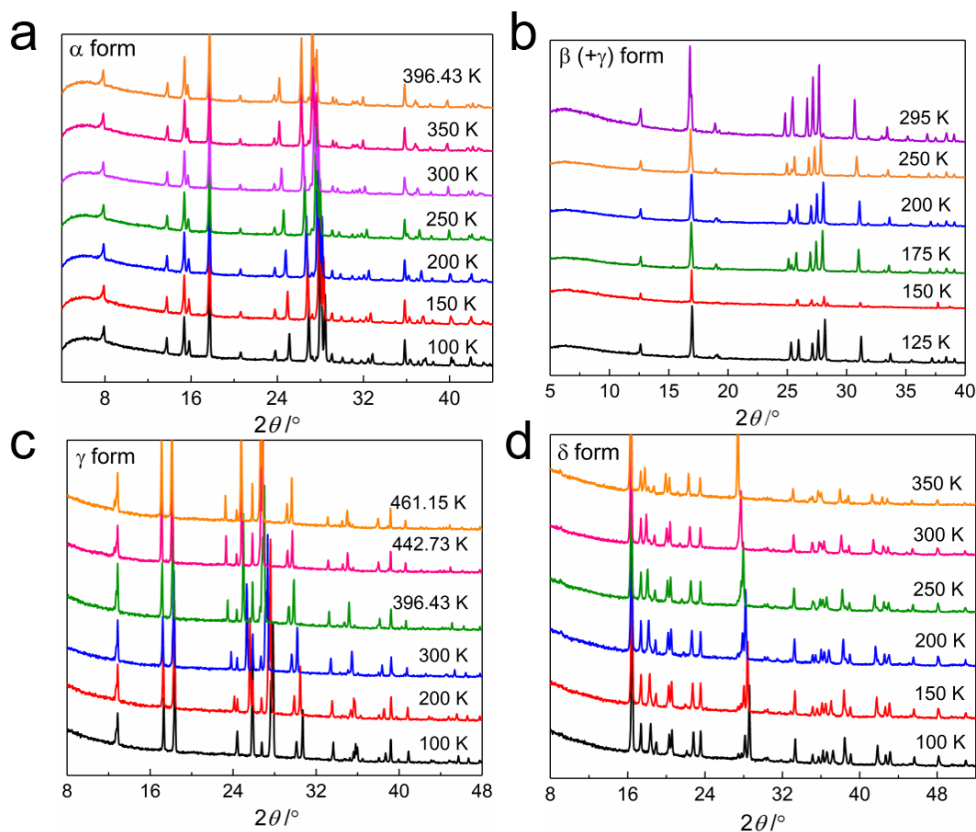 a
α form
396.43 K
350 K
300 K
250 K
200 K
150 K
100 K
8 16 24 32 40
2θ/°
b
β (+γ) form
295 K
250 K
200 K
175 K
150 K
125 K
5 10 15 20 25 30 35 40
2θ/°
c
γ form
461.15 K
442.73 K
396.43 K
300 K
200 K
100 K
8 16 24 32 40 48
2θ/°
d
δ form
350 K
300 K
250 K
200 K
150 K
100 K
8 16 24 32 40 48
2θ/°